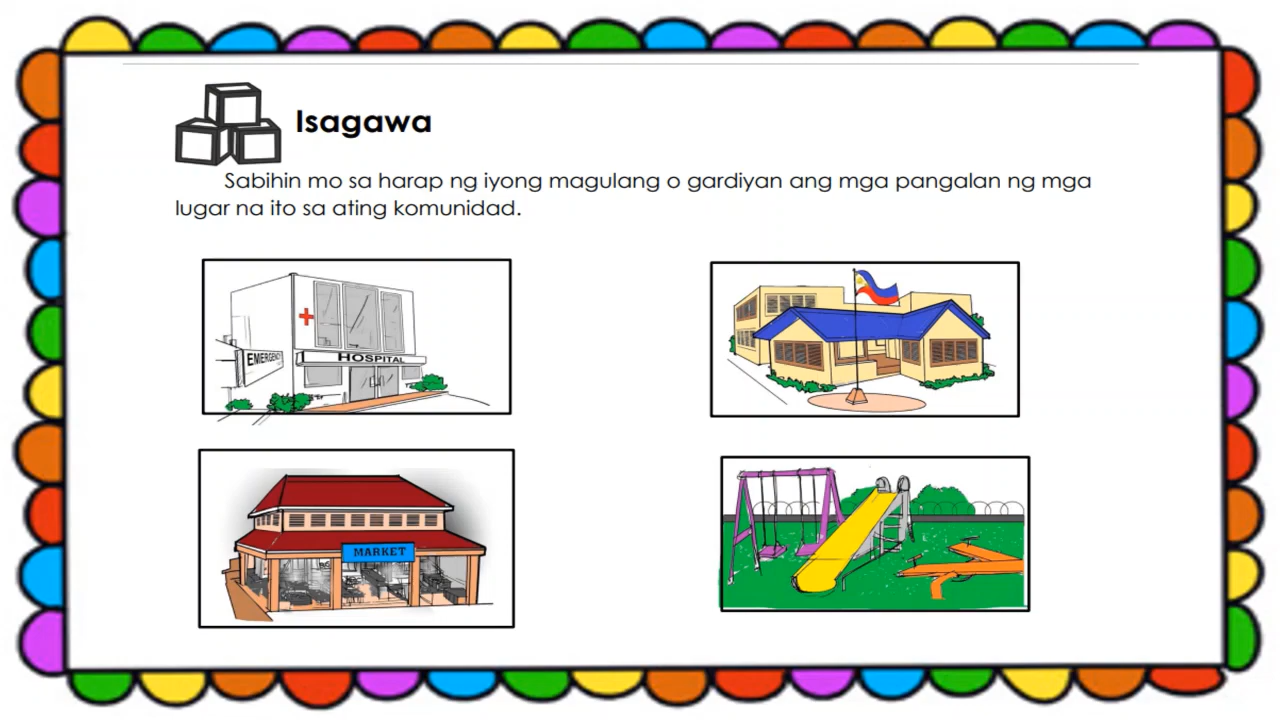 Isagawa
Sabihin mo sa harap ng iyong magulang o gardiyan ang mga pangalan ng mga
lugar na ito sa ating komunidad.
EMERGENCY
HOSPITAL
MARKET